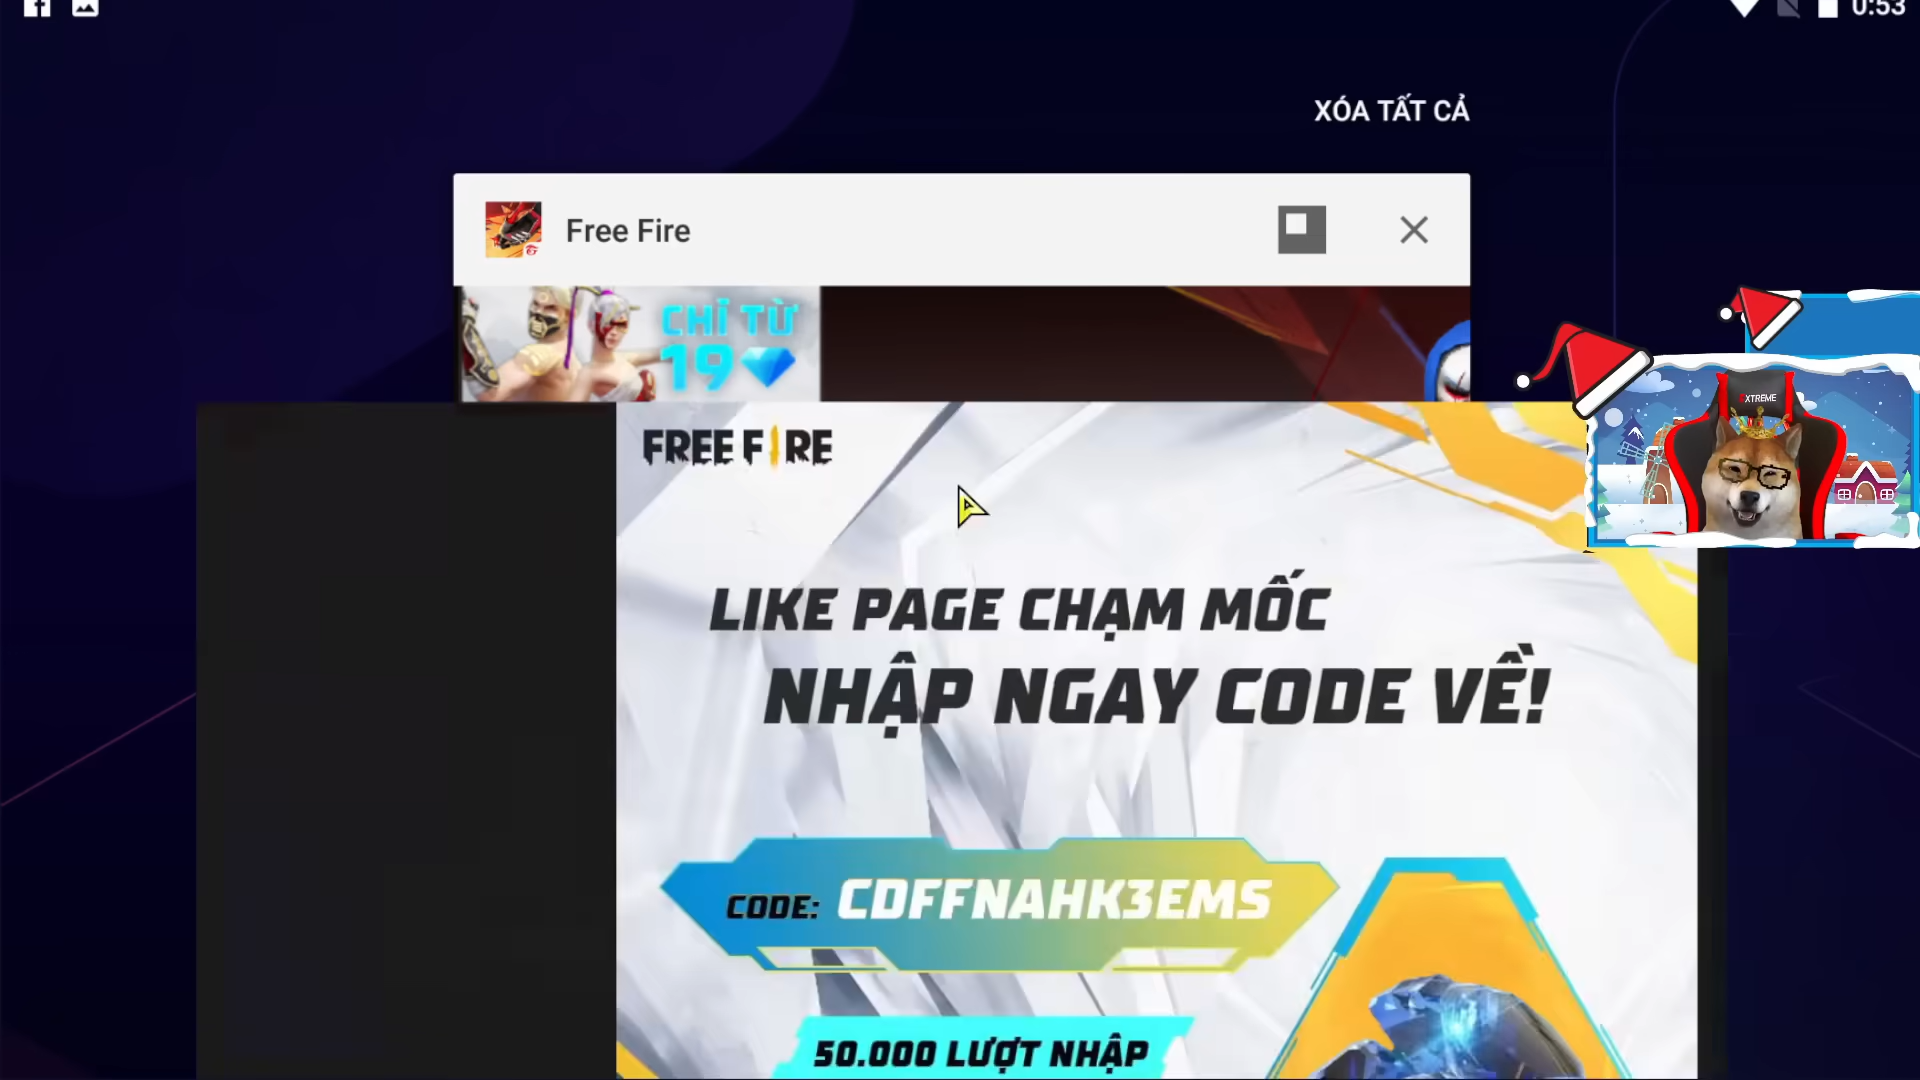 0:53
XÓA TẤT CẢ
Free Fire
CHỈ TỪ
19
FREE FIRE
EXTREME
LIKE PAGE CHẠM MỐC
NHẬP NGAY CODE VỀ!
CODE: CDFFNAHK3EMS
50.000 LƯỢT NHẬP